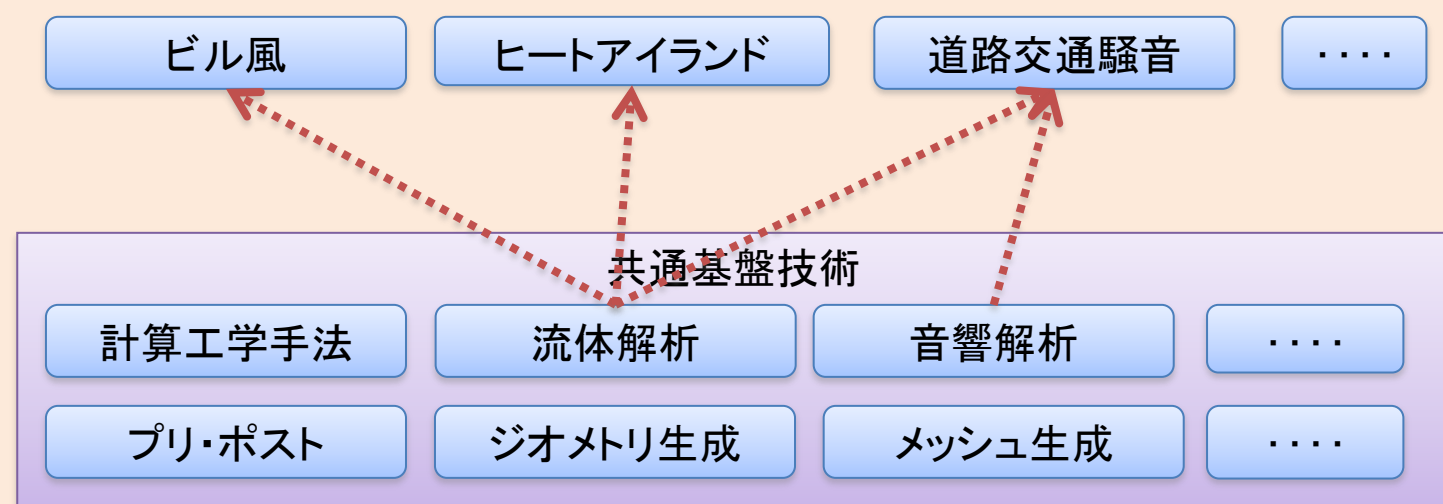 ビル風
ヒートアイランド
道路交通騒音
････
共通基盤技術
計算工学手法
流体解析
音響解析
････
プリ・ポスト
ジオメトリ生成
メッシュ生成
････